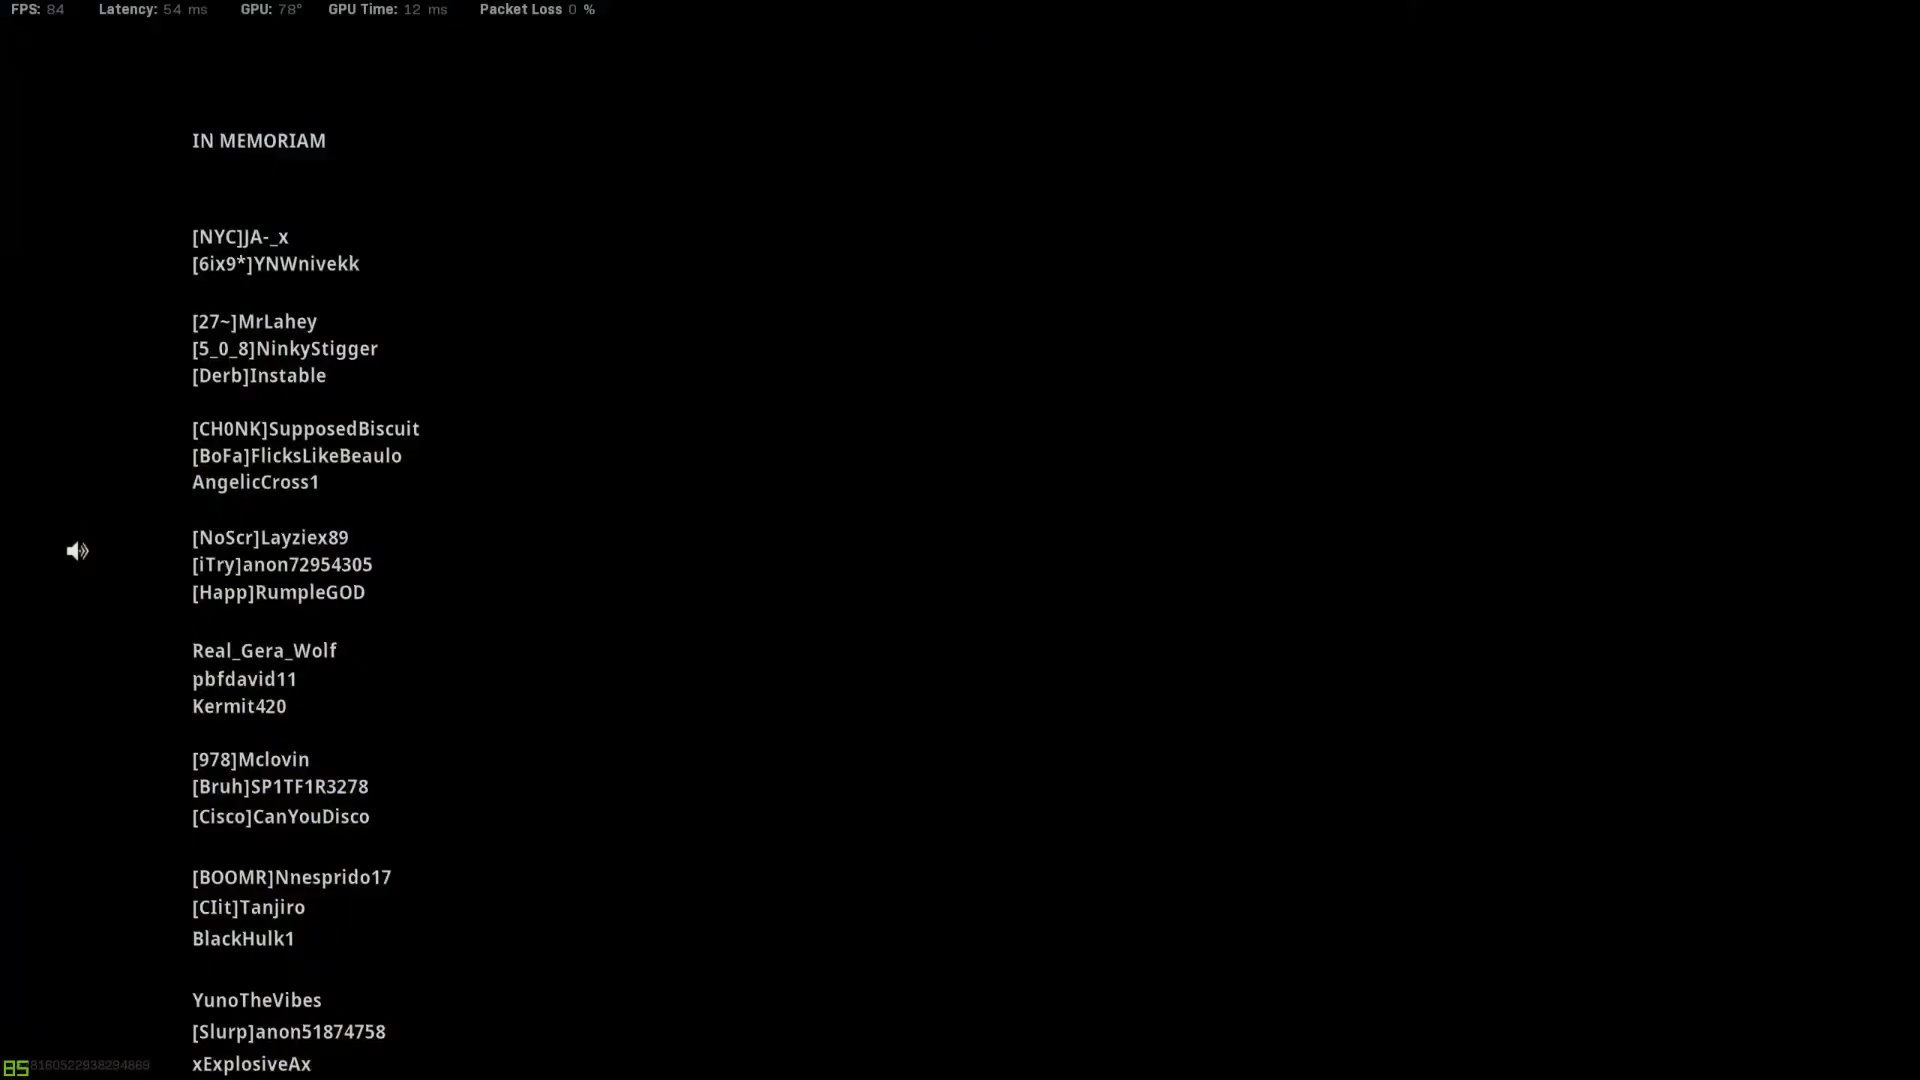 FPS: 84 Latency: 54 ms GPU: 78° GPU Time: 12 ms Packet Loss 0 %
IN MEMORIAM
[NYC]JA-_x
[6ix9*]YNWnivekk
[27~]MrLahey
[5_0_8]NinkyStigger
[Derb]Instable
[CH0NK]SupposedBiscuit
[BoFa]FlicksLikeBeaulo
AngelicCross1
[NoScr]Layziex89
[iTry]anon72954305
[Happ]RumpleGOD
Real_Gera_Wolf
pbfdavid11
Kermit420
[978]Mclovin
[Bruh]SP1TF1R3278
[Cisco]CanYouDisco
[BOOMR]Nnesprido17
[CIit]Tanjiro
BlackHulk1
YunoTheVibes
[Slurp]anon51874758
xExplosiveAx
85